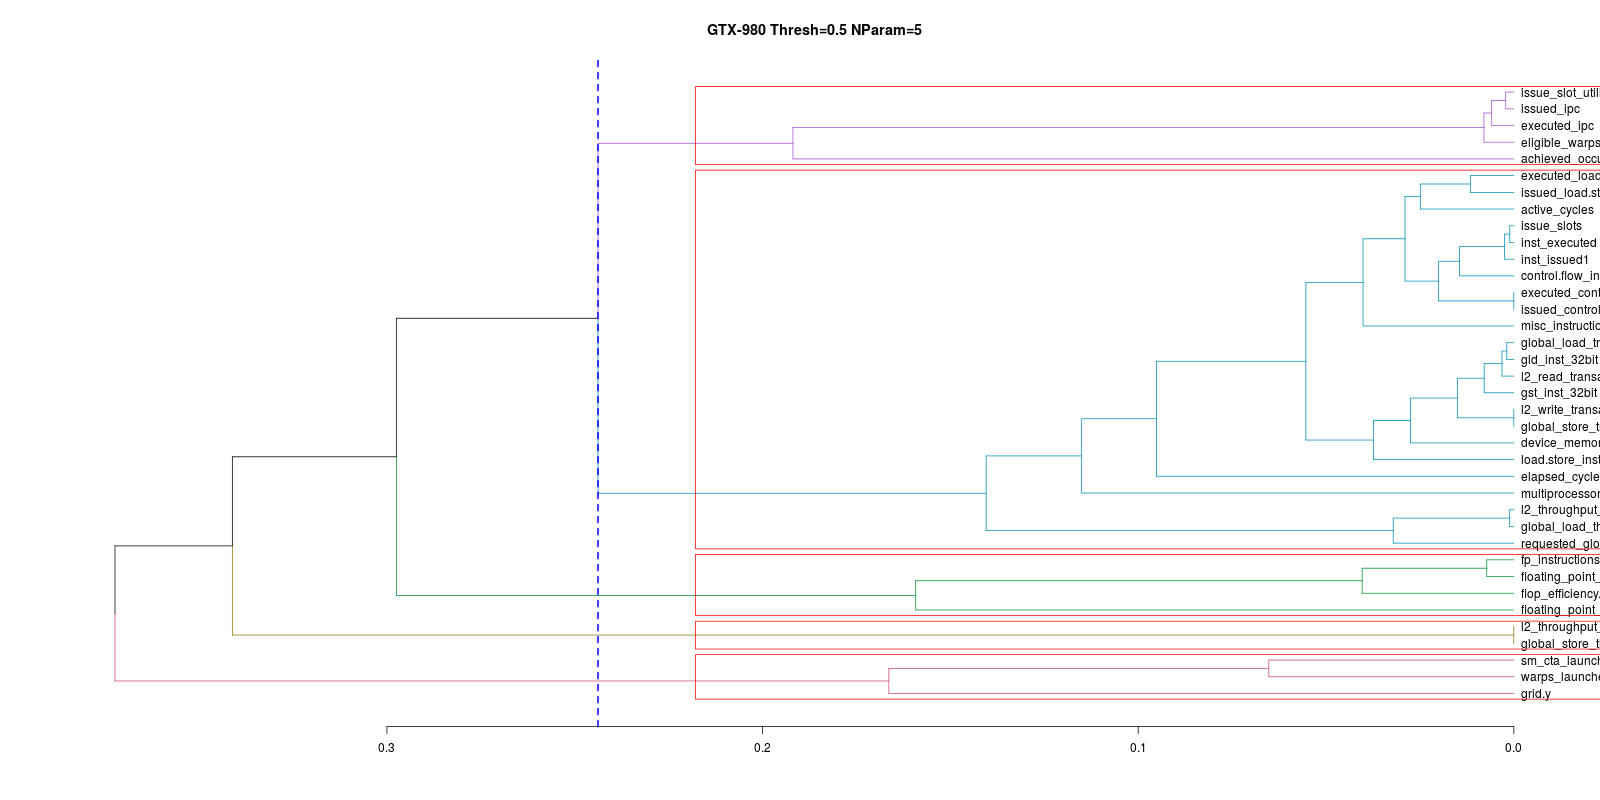 GTX-980 Thresh=0.5 NParam=5
issue_slot_util
issued_ipc
executed_ipc
eligible_warps
achieved_occu
executed_load
issued_load.st
active_cycles
issue_slots
inst_executed
inst_issued1
control.flow_in
executed_cont
issued_control
misc_instructio
global_load_tr
gld_inst_32bit
l2_read_transa
gst_inst_32bit
l2_write_transa
global_store_t
device_memor
load.store_inst
elapsed_cycle
multiprocessor
l2_throughput_
global_load_th
requested_glo
fp_instructions
floating_point_
flop_efficiency.
floating_point_
l2_throughput_
global_store_t
sm_cta_launch
warps_launche
grid.y
0.3 0.2 0.1 0.0